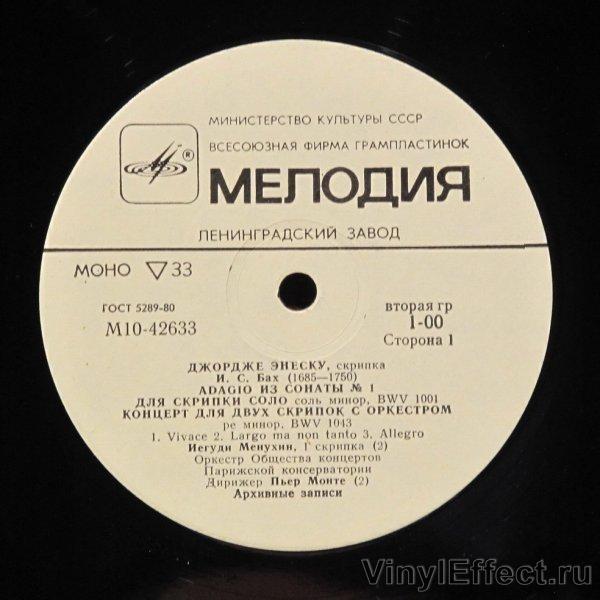 МИНИСТЕРСТВО КУЛЬТУРЫ СССР
ВСЕСОЮЗНАЯ ФИРМА ГРАМПЛАСТИНОК
®
МЕЛОДИЯ
ЛЕНИНГРАДСКИЙ ЗАВОД
МОНО ▽33
ГОСТ 5289-80
М10-42633
вторая гр
1-00
Сторона 1
ДЖОРДЖЕ ЭНЕСКУ, скрипка
И. С. Бах (1685—1750)
ADAGIO ИЗ СОНАТЫ № 1
ДЛЯ СКРИПКИ СОЛО соль минор, BWV 1001
КОНЦЕРТ ДЛЯ ДВУХ СКРИПОК С ОРКЕСТРОМ
ре минор, BWV 1043
1. Vivace 2. Largo ma non tanto 3. Allegro
Иегуди Менухин, I скрипка (2)
Оркестр Общества концертов
Парижской консерватории
Дирижер Пьер Монте (2)
Архивные записи
VinylEffect.ru